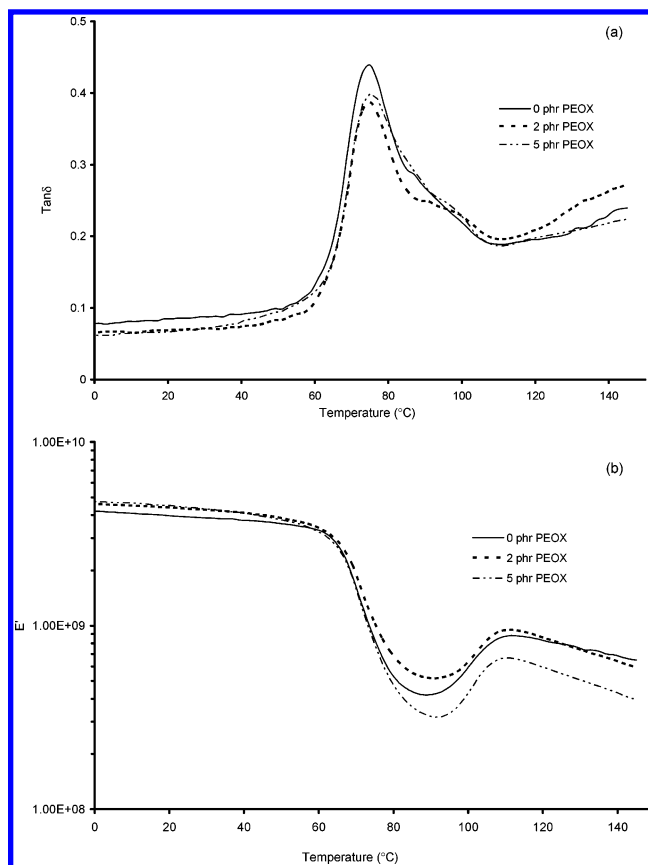 (a)
0.5
0.4
0.3
0.2
0.1
0
Tanδ
0 phr PEOX
2 phr PEOX
5 phr PEOX
0 20 40 60 80 100 120 140
Temperature (°C)
(b)
1.00E+10
1.00E+09
1.00E+08
E'
0 phr PEOX
2 phr PEOX
5 phr PEOX
0 20 40 60 80 100 120 140
Temperature (°C)